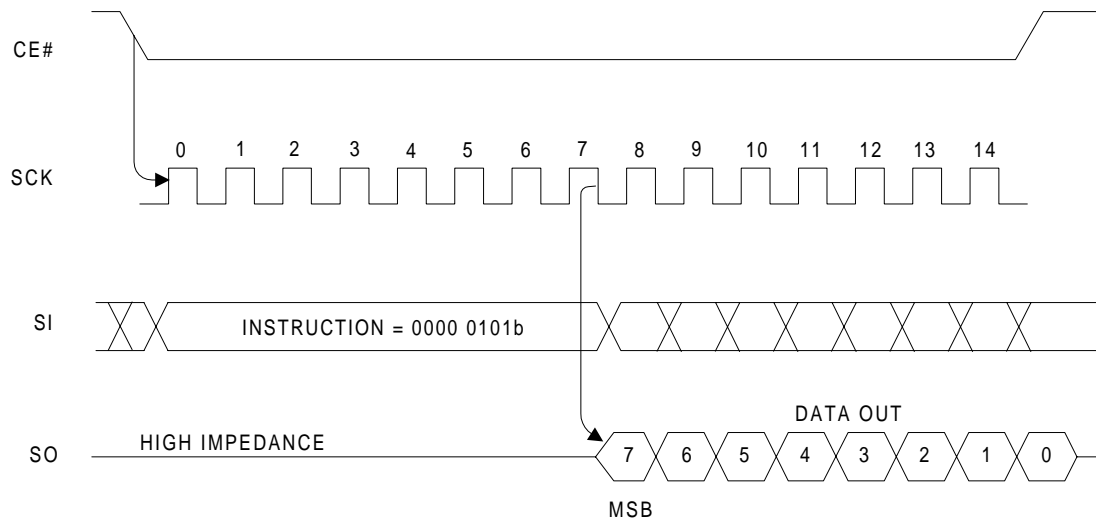 CE#
0 1 2 3 4 5 6 7 8 9 10 11 12 13 14
SCK
SI
INSTRUCTION = 0000 0101b
DATA OUT
HIGH IMPEDANCE
SO
7 6 5 4 3 2 1 0
MSB